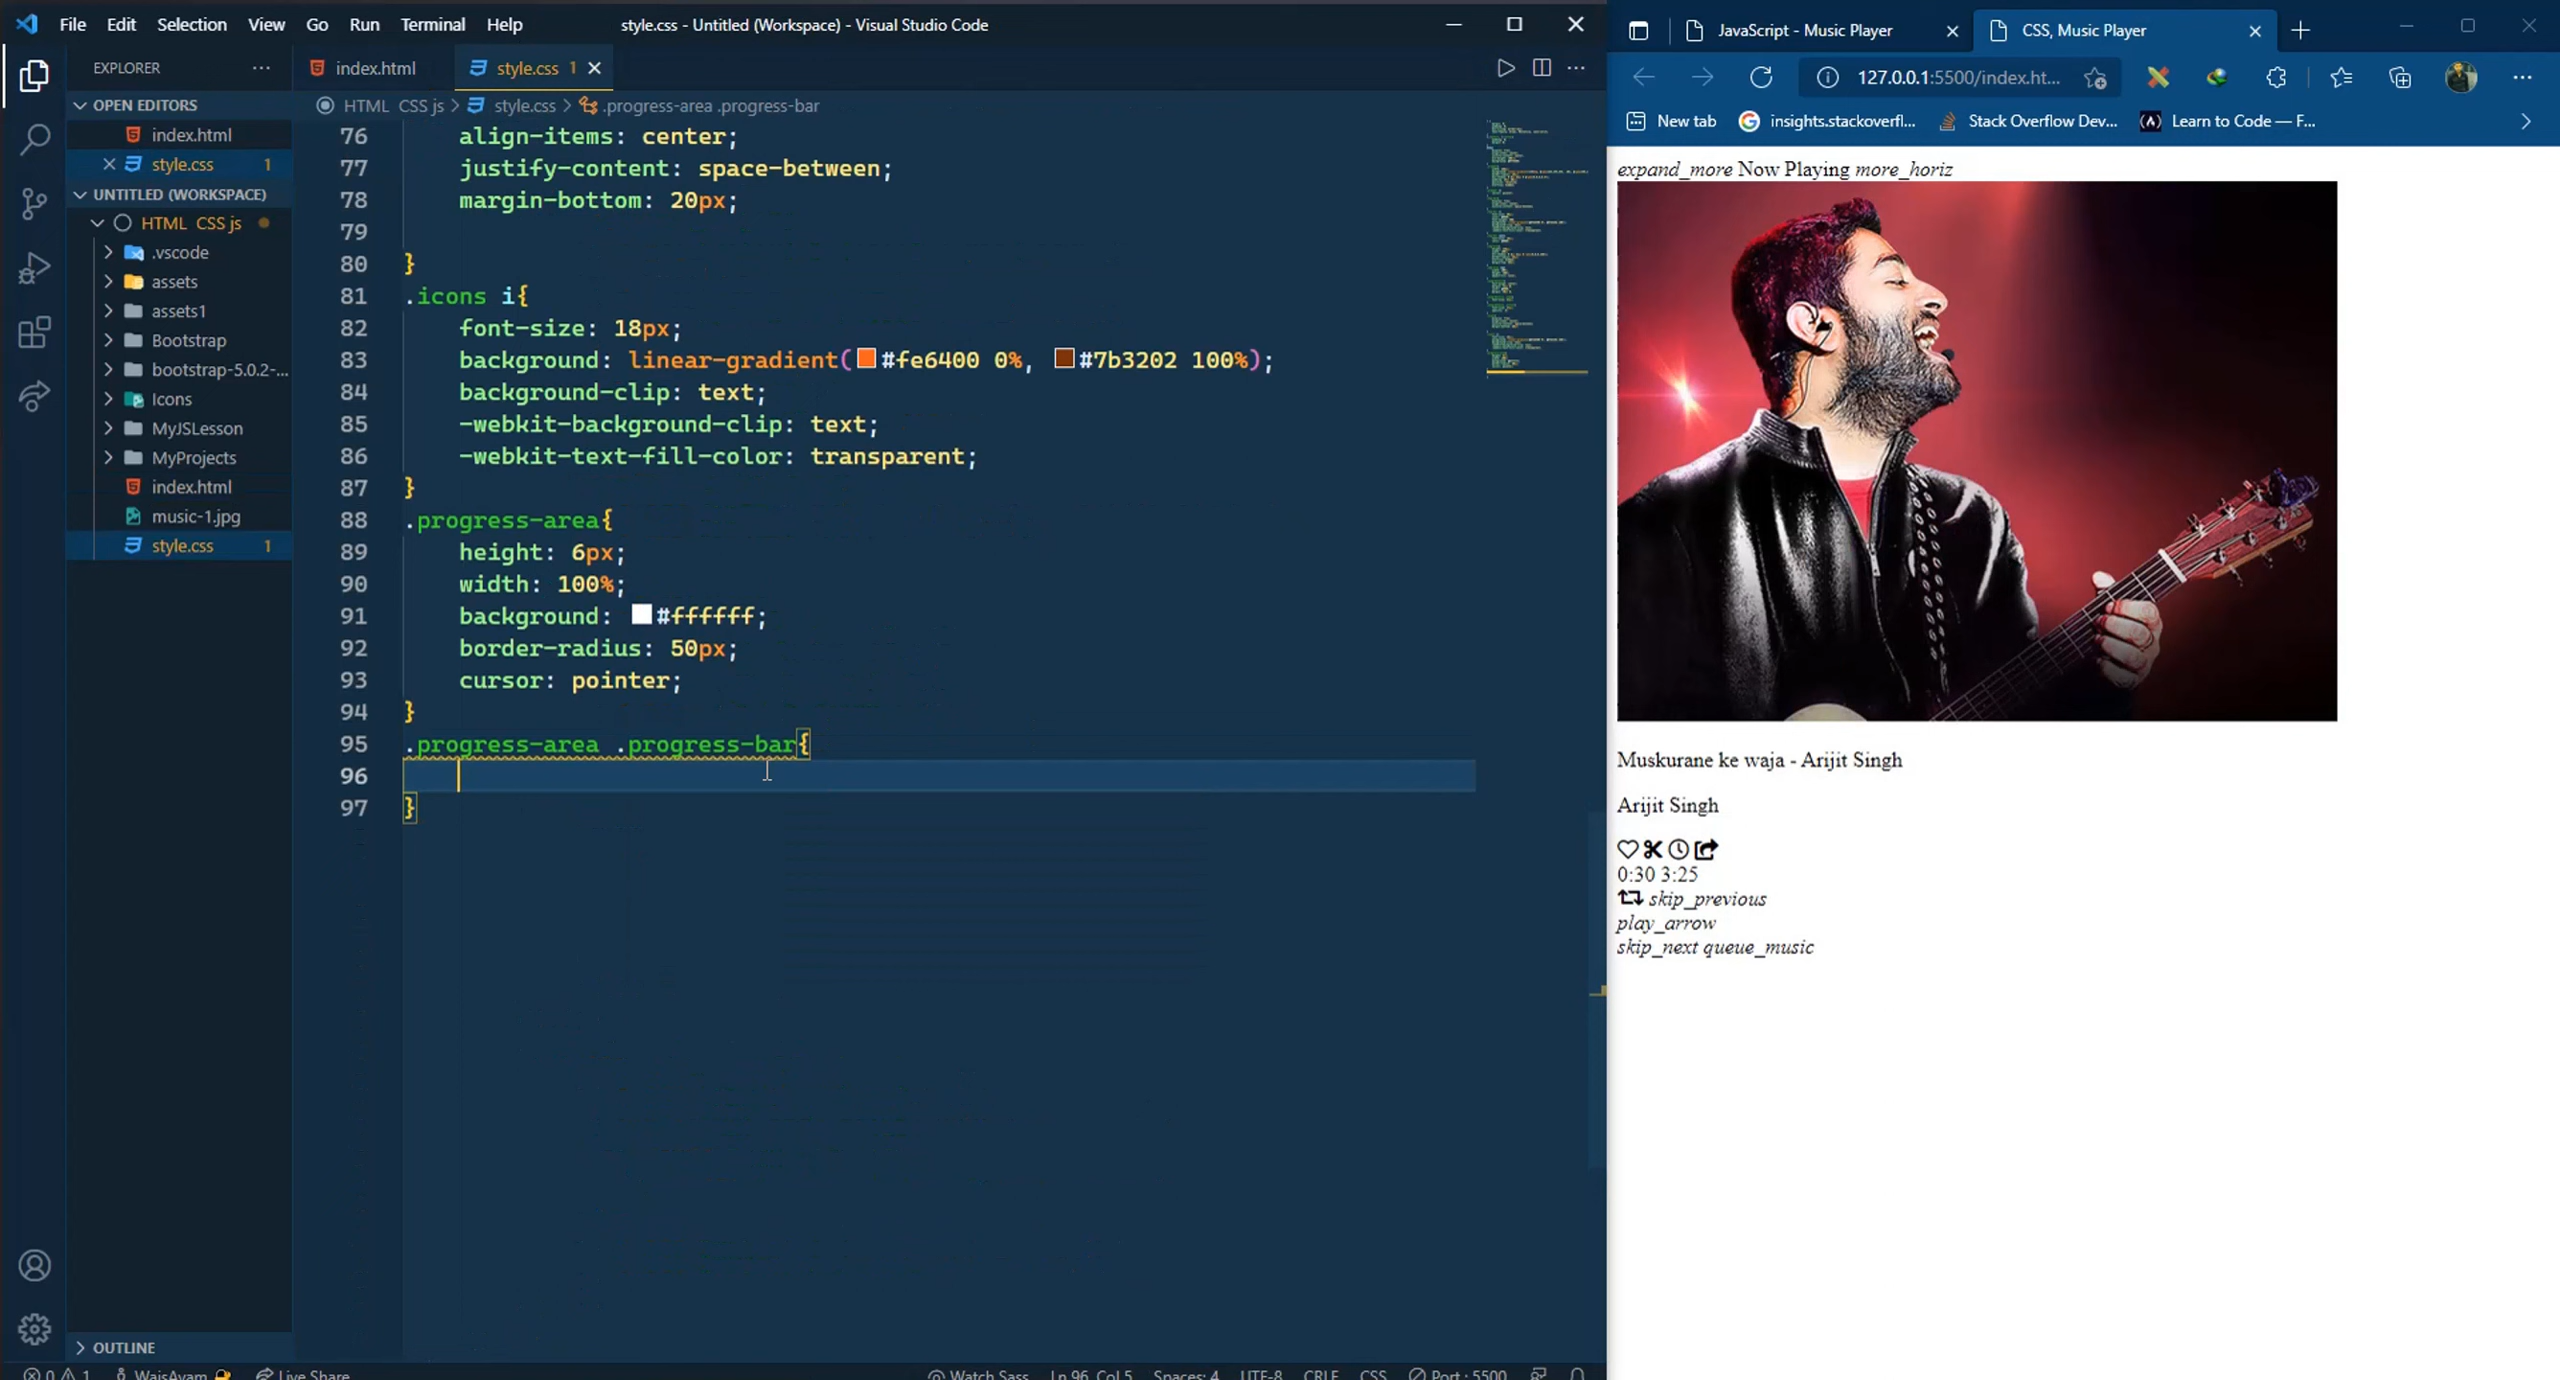 File Edit Selection View Go Run Terminal Help
style.css - Untitled (Workspace) - Visual Studio Code
EXPLORER
OPEN EDITORS
index.html
style.css 1
UNTITLED (WORKSPACE)
HTML CSS js
.vscode
assets
assets1
Bootstrap
bootstrap-5.0.2-...
Icons
MyJSLesson
MyProjects
index.html
music-1.jpg
style.css 1
OUTLINE
index.html
style.css 1
HTML CSS js > style.css > .progress-area .progress-bar
76 align-items: center;
77 justify-content: space-between;
78 margin-bottom: 20px;
79
80 }
81 .icons i{
82 font-size: 18px;
83 background: linear-gradient(#fe6400 0%, #7b3202 100%);
84 background-clip: text;
85 -webkit-background-clip: text;
86 -webkit-text-fill-color: transparent;
87 }
88 .progress-area{
89 height: 6px;
90 width: 100%;
91 background: #ffffff;
92 border-radius: 50px;
93 cursor: pointer;
94 }
95 .progress-area .progress-bar{
96
97 }
0 1 WaisAyam Live Share
Watch Sass Ln 96, Col 5 Spaces: 4 UTF-8 CRLF CSS Port : 5500
JavaScript - Music Player
CSS, Music Player
127.0.0.1:5500/index.ht...
New tab insights.stackoverfl... Stack Overflow Dev... Learn to Code — F...
expand_more Now Playing more_horiz
Muskurane ke waja - Arijit Singh
Arijit Singh
0:30 3:25
skip_previous
play_arrow
skip_next queue_music